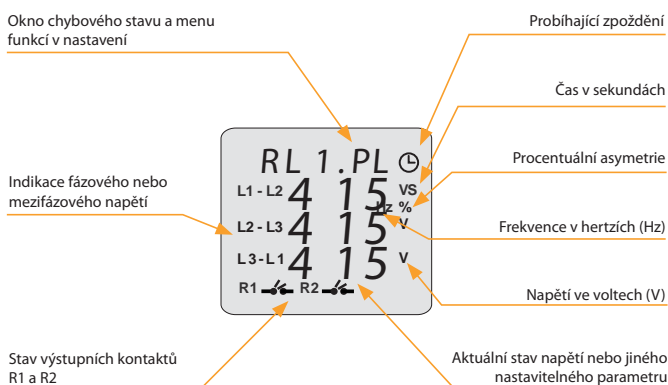 Okno chybového stavu a menu
funkcí v nastavení
Probíhající zpoždění
Čas v sekundách
Procentuální asymetrie
Indikace fázového nebo
mezifázového napětí
Frekvence v hertzích (Hz)
Napětí ve voltech (V)
Stav výstupních kontaktů
R1 a R2
Aktuální stav napětí nebo jiného
nastavitelného parametru
RL 1.PL
L1 - L2 415 VS
Hz %
L2 - L3 415 V
L3 - L1 415 V
R1 R2